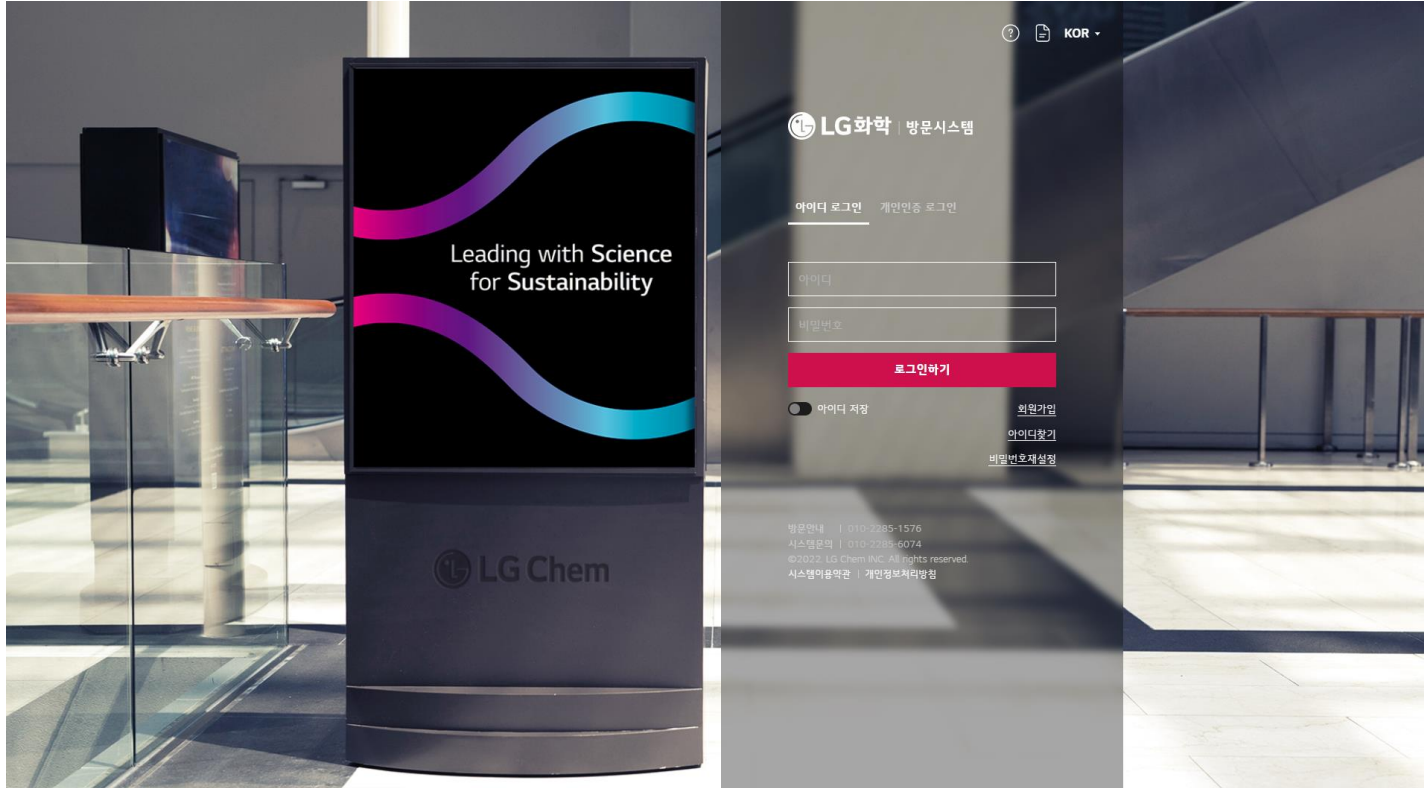 KOR
LG화학 | 방문시스템
아이디 로그인 개인인증 로그인
Leading with Science
for Sustainability
아이디
비밀번호
로그인하기
아이디 저장 회원가입
아이디찾기
비밀번호재설정
방문안내 | 010-2285-1576
시스템문의 | 010-2285-6074
©2022. LG Chem INC. All rights reserved.
시스템이용약관 | 개인정보처리방침
LG Chem